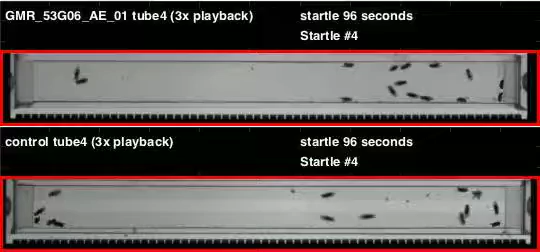 GMR_53G06_AE_01 tube4 (3x playback) startle 96 seconds
Startle #4
control tube4 (3x playback) startle 96 seconds
Startle #4